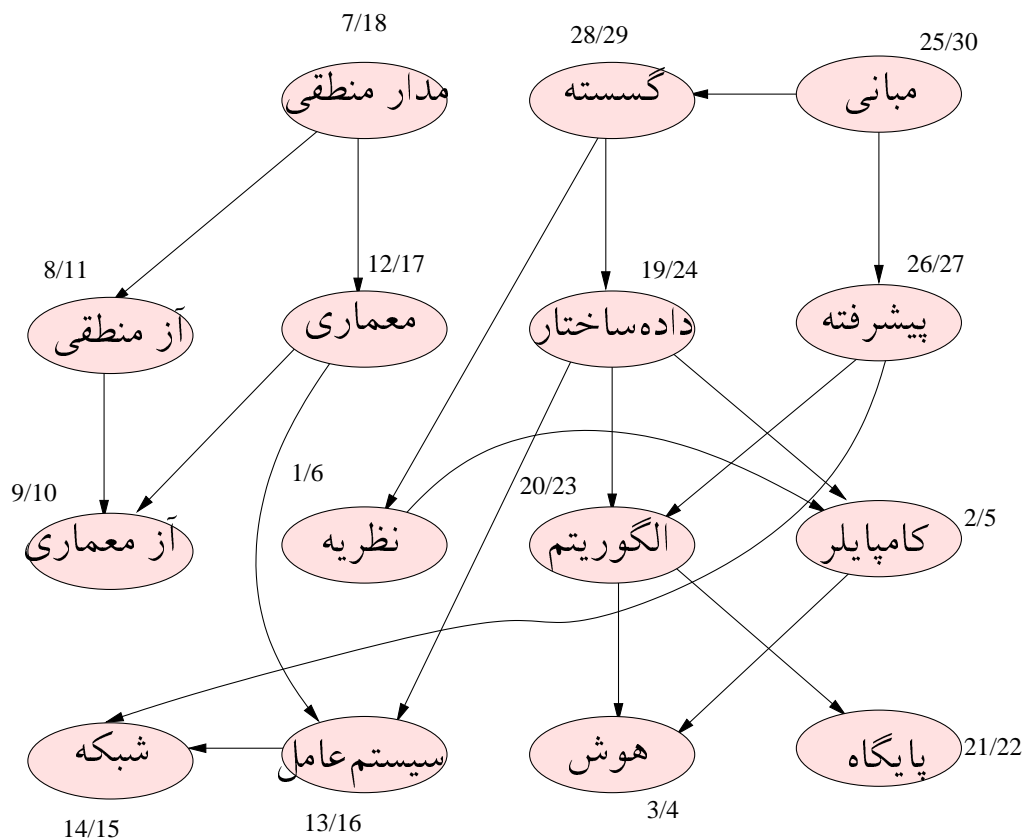 25/30
مبانی
28/29
گسسته
7/18
مدار منطقی
26/27
پیشرفته
19/24
داده‌ساختار
12/17
معماری
8/11
آز منطقی
2/5
کامپایلر
20/23
الگوریتم
1/6
نظریه
9/10
آز معماری
21/22
پایگاه
هوش
3/4
سیستم‌عامل
13/16
شبکه
14/15